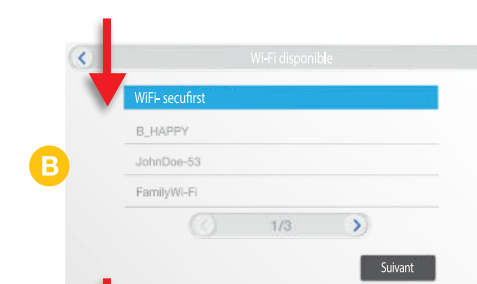 Wi-Fi disponible
WiFi- secufirst
B_HAPPY
B
JohnDoe-53
FamilyWi-Fi
1/3
Suivant